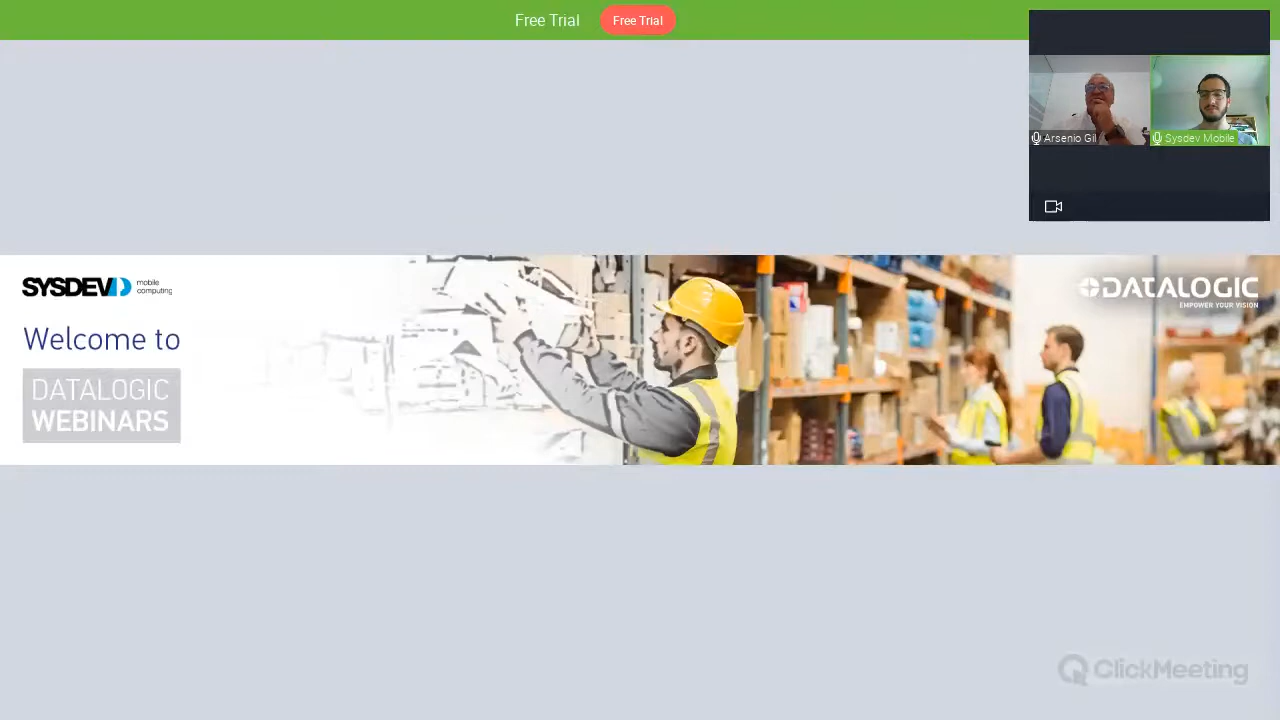 Free Trial
Free Trial
Arsenio Gil
Sysdev Mobile
SYSDEV mobile computing
DATALOGIC
EMPOWER YOUR VISION
Welcome to
DATALOGIC
WEBINARS
ClickMeeting